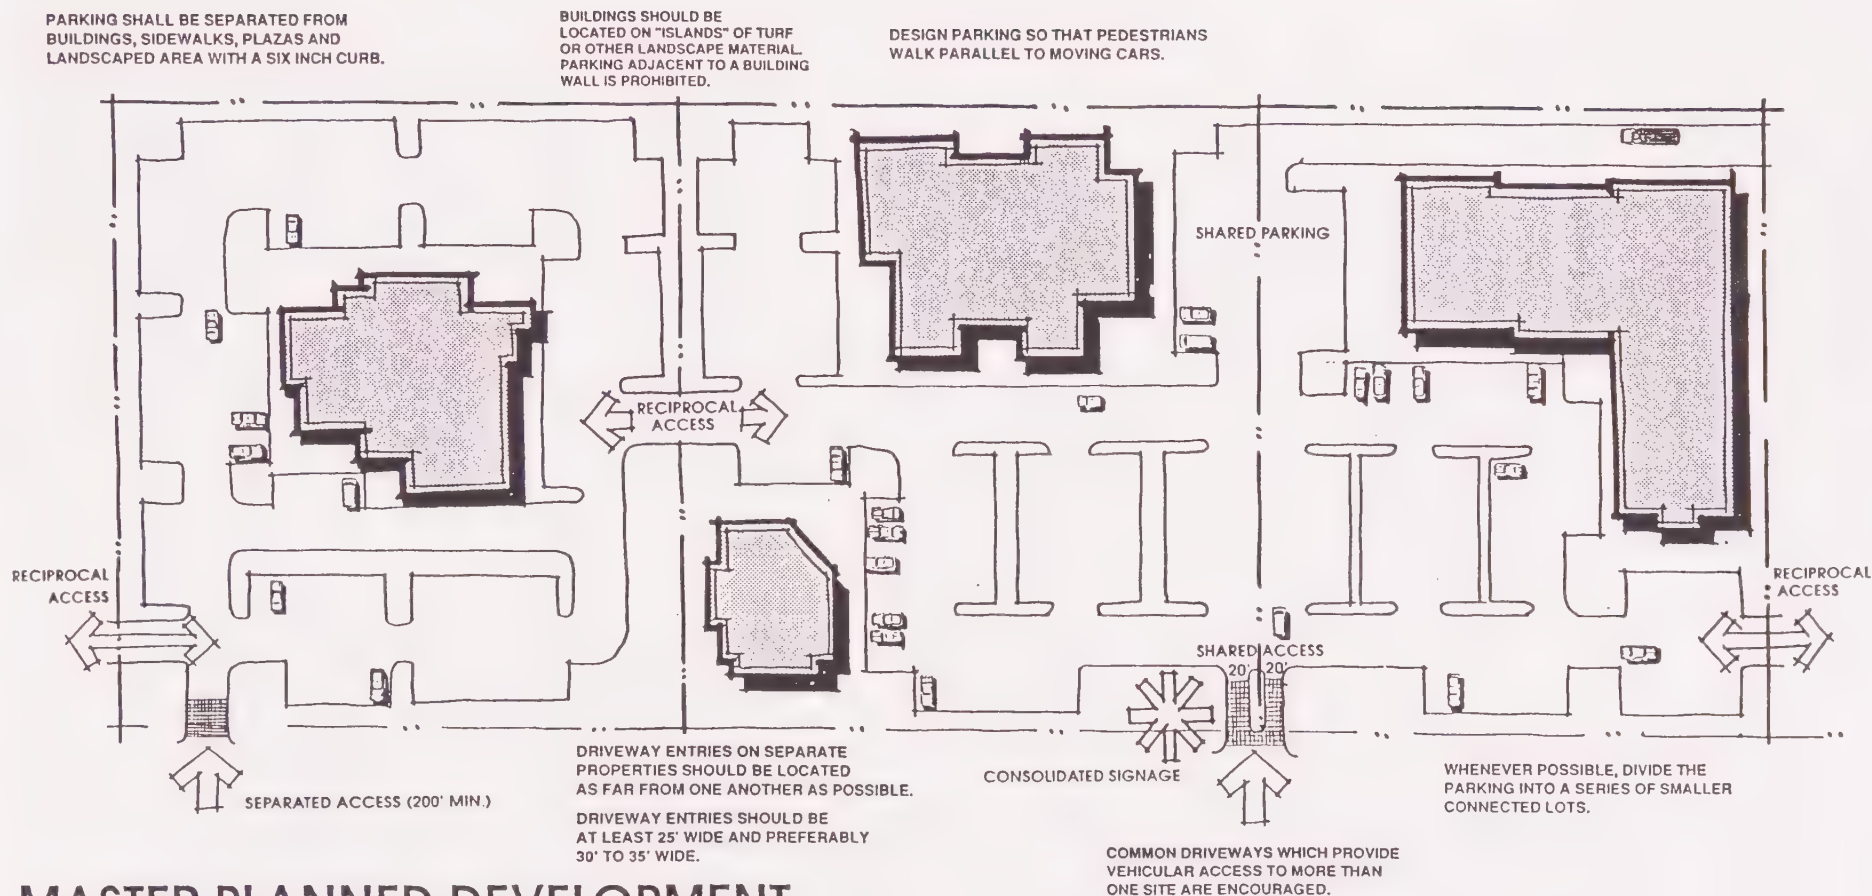 PARKING SHALL BE SEPARATED FROM
BUILDINGS, SIDEWALKS, PLAZAS AND
LANDSCAPED AREA WITH A SIX INCH CURB.
BUILDINGS SHOULD BE
LOCATED ON "ISLANDS" OF TURF
OR OTHER LANDSCAPE MATERIAL.
PARKING ADJACENT TO A BUILDING
WALL IS PROHIBITED.
DESIGN PARKING SO THAT PEDESTRIANS
WALK PARALLEL TO MOVING CARS.
SHARED PARKING
RECIPROCAL
ACCESS
RECIPROCAL
ACCESS
RECIPROCAL
ACCESS
SHARED ACCESS
20' 20'
SEPARATED ACCESS (200' MIN.)
DRIVEWAY ENTRIES ON SEPARATE
PROPERTIES SHOULD BE LOCATED
AS FAR FROM ONE ANOTHER AS POSSIBLE.
DRIVEWAY ENTRIES SHOULD BE
AT LEAST 25' WIDE AND PREFERABLY
30' TO 35' WIDE.
CONSOLIDATED SIGNAGE
COMMON DRIVEWAYS WHICH PROVIDE
VEHICULAR ACCESS TO MORE THAN
ONE SITE ARE ENCOURAGED.
WHENEVER POSSIBLE, DIVIDE THE
PARKING INTO A SERIES OF SMALLER
CONNECTED LOTS.
MASTER PLANNED DEVELOPMENT